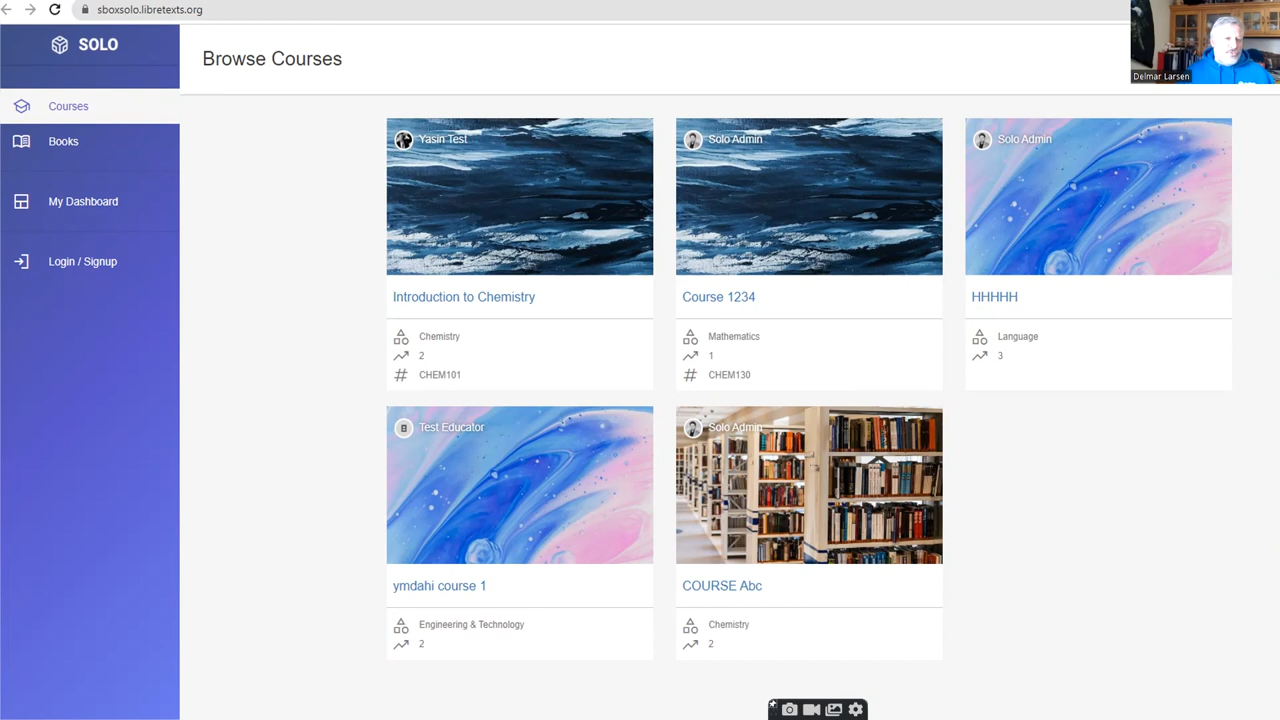 sboxsolo.libretexts.org
SOLO
Browse Courses
Delmar Larsen
Courses
Books
My Dashboard
Login / Signup
Yasin Test
Introduction to Chemistry
Chemistry
2
CHEM101
Solo Admin
Course 1234
Mathematics
1
CHEM130
Solo Admin
HHHHH
Language
3
Test Educator
ymdahi course 1
Engineering & Technology
2
Solo Admin
COURSE Abc
Chemistry
2